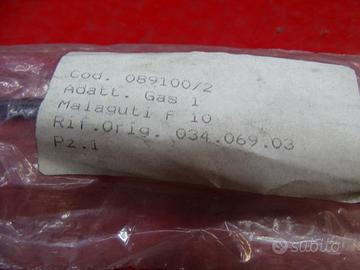 Cod. 089100/2
Adatt. Gas 1
Malaguti F 10
Rif.Orig. 034.069.03
Pz.1
subito